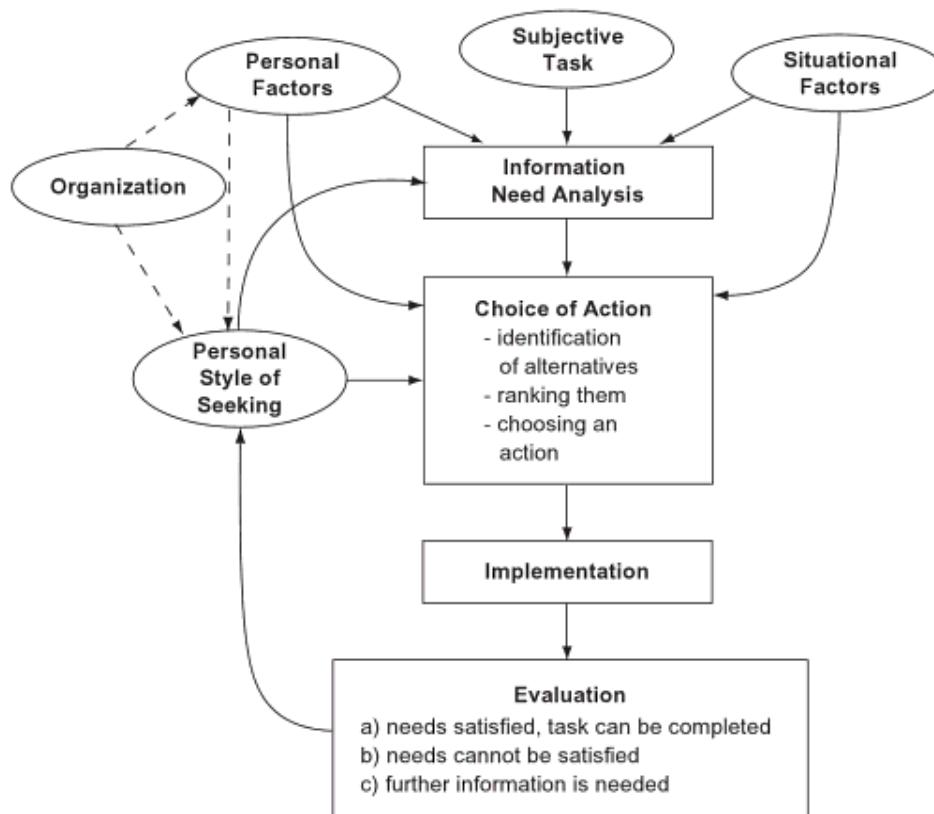 Subjective
Task
Personal
Factors
Situational
Factors
Organization
Information
Need Analysis
Choice of Action
- identification
of alternatives
- ranking them
- choosing an
action
Personal
Style of
Seeking
Implementation
Evaluation
a) needs satisfied, task can be completed
b) needs cannot be satisfied
c) further information is needed